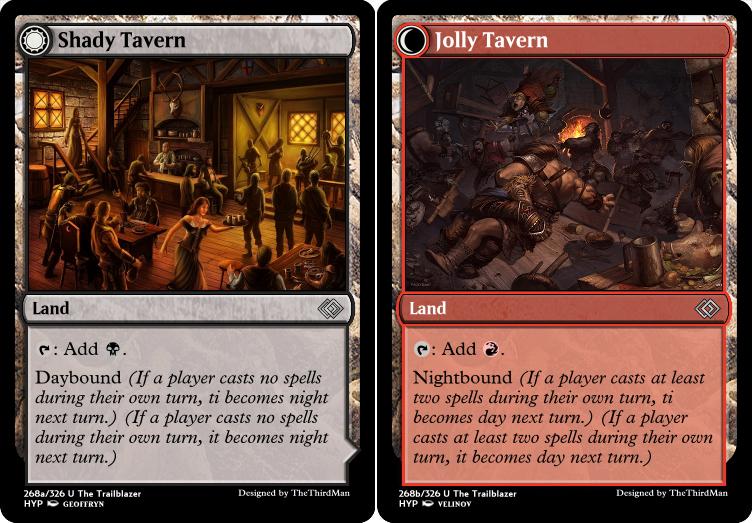 Shady Tavern
Land
: Add .
Daybound (If a player casts no spells
during their own turn, ti becomes night
next turn.) (If a player casts no spells
during their own turn, it becomes night
next turn.)
268a/326 U The Trailblazer
HYP GEOFFRYN
Designed by TheThirdMan
Jolly Tavern
Land
: Add .
Nightbound (If a player casts at least
two spells during their own turn, ti
becomes day next turn.) (If a player
casts at least two spells during their own
turn, it becomes day next turn.)
268b/326 U The Trailblazer
HYP VELINOV
Designed by TheThirdMan